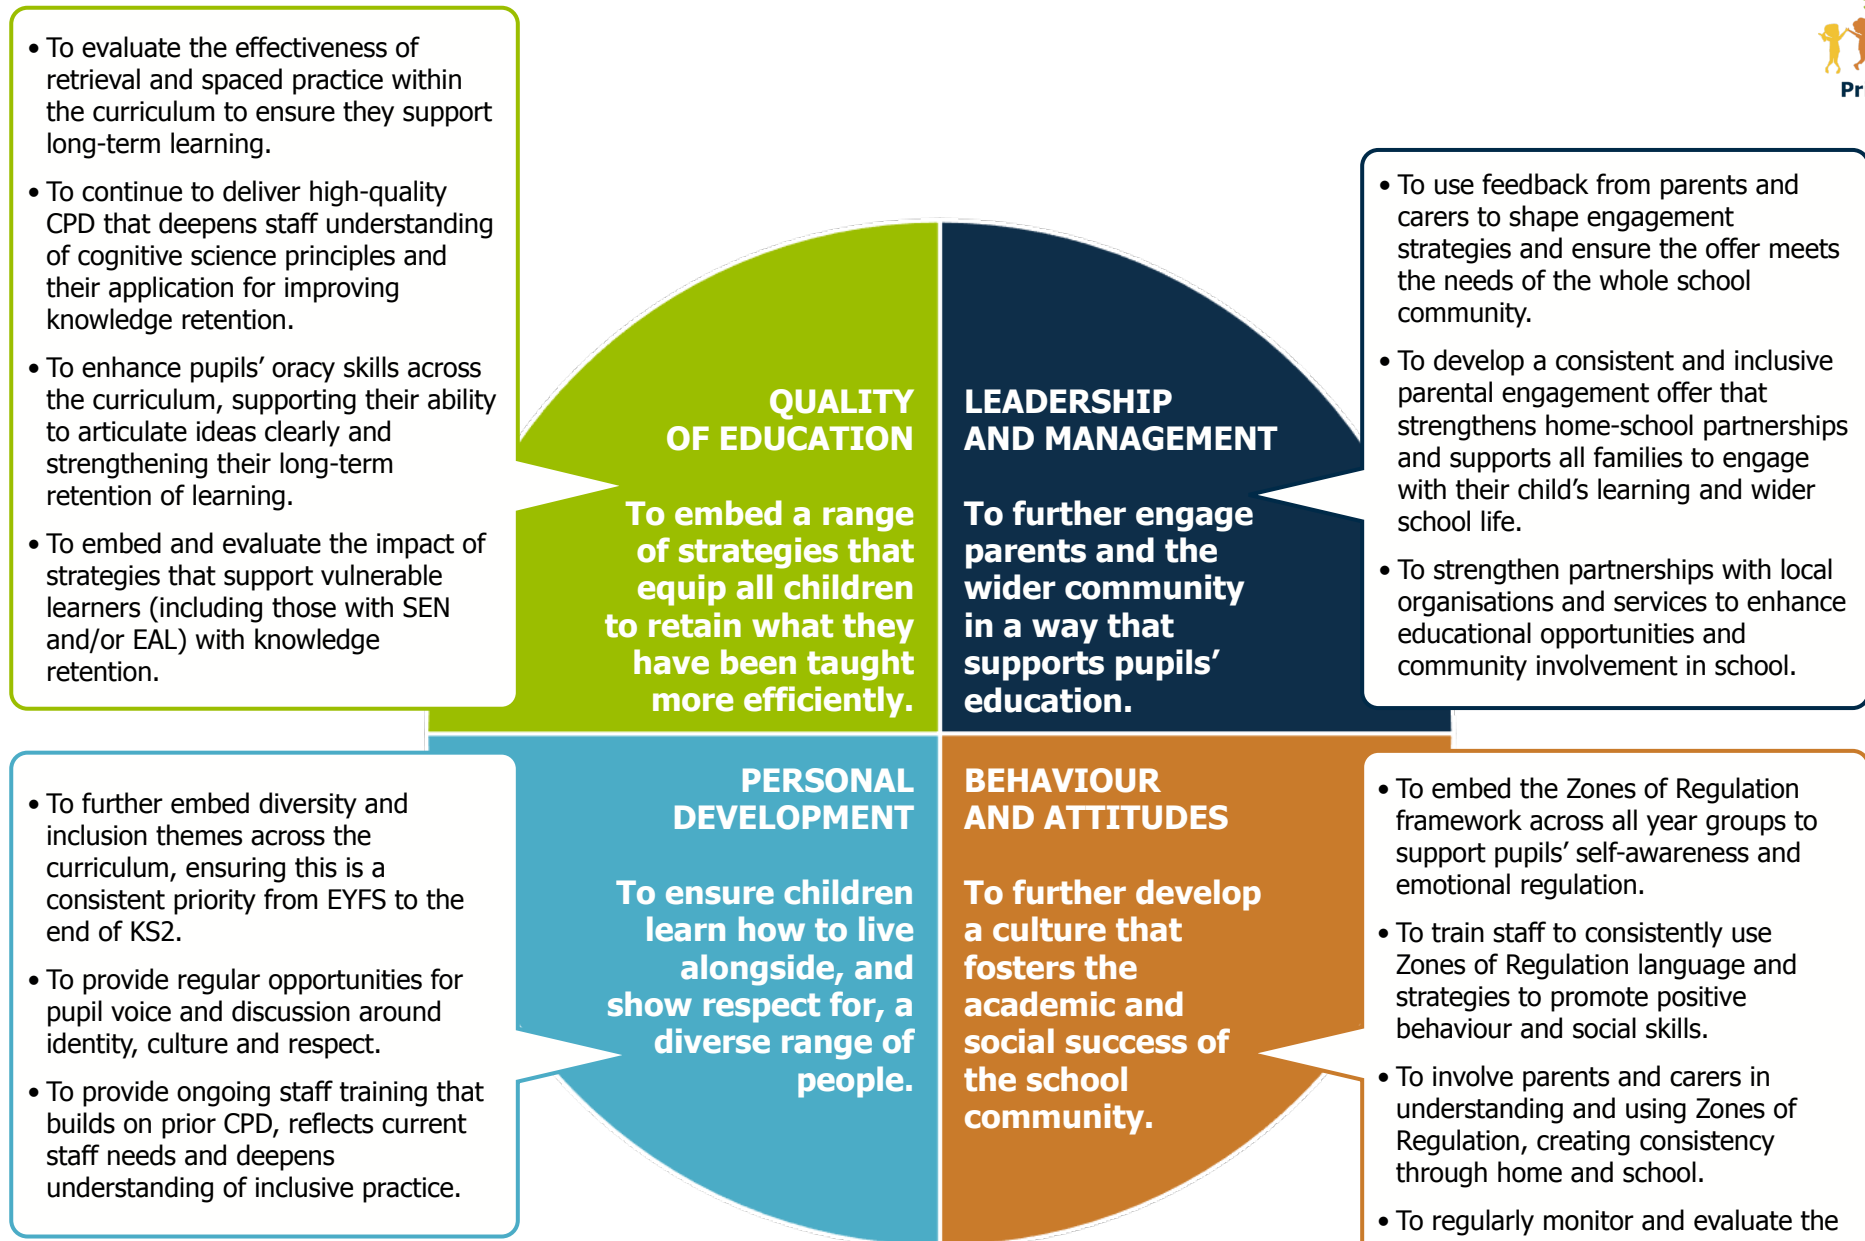 • To evaluate the effectiveness of
retrieval and spaced practice within
the curriculum to ensure they support
long-term learning.
• To continue to deliver high-quality
CPD that deepens staff understanding
of cognitive science principles and
their application for improving
knowledge retention.
• To enhance pupils’ oracy skills across
the curriculum, supporting their ability
to articulate ideas clearly and
strengthening their long-term
retention of learning.
• To embed and evaluate the impact of
strategies that support vulnerable
learners (including those with SEN
and/or EAL) with knowledge
retention.
QUALITY
OF EDUCATION
To embed a range
of strategies that
equip all children
to retain what they
have been taught
more efficiently.
LEADERSHIP
AND MANAGEMENT
To further engage
parents and the
wider community
in a way that
supports pupils’
education.
Pr
• To use feedback from parents and
carers to shape engagement
strategies and ensure the offer meets
the needs of the whole school
community.
• To develop a consistent and inclusive
parental engagement offer that
strengthens home-school partnerships
and supports all families to engage
with their child’s learning and wider
school life.
• To strengthen partnerships with local
organisations and services to enhance
educational opportunities and
community involvement in school.
• To further embed diversity and
inclusion themes across the
curriculum, ensuring this is a
consistent priority from EYFS to the
end of KS2.
• To provide regular opportunities for
pupil voice and discussion around
identity, culture and respect.
• To provide ongoing staff training that
builds on prior CPD, reflects current
staff needs and deepens
understanding of inclusive practice.
PERSONAL
DEVELOPMENT
To ensure children
learn how to live
alongside, and
show respect for, a
diverse range of
people.
BEHAVIOUR
AND ATTITUDES
To further develop
a culture that
fosters the
academic and
social success of
the school
community.
• To embed the Zones of Regulation
framework across all year groups to
support pupils’ self-awareness and
emotional regulation.
• To train staff to consistently use
Zones of Regulation language and
strategies to promote positive
behaviour and social skills.
• To involve parents and carers in
understanding and using Zones of
Regulation, creating consistency
through home and school.
• To regularly monitor and evaluate the